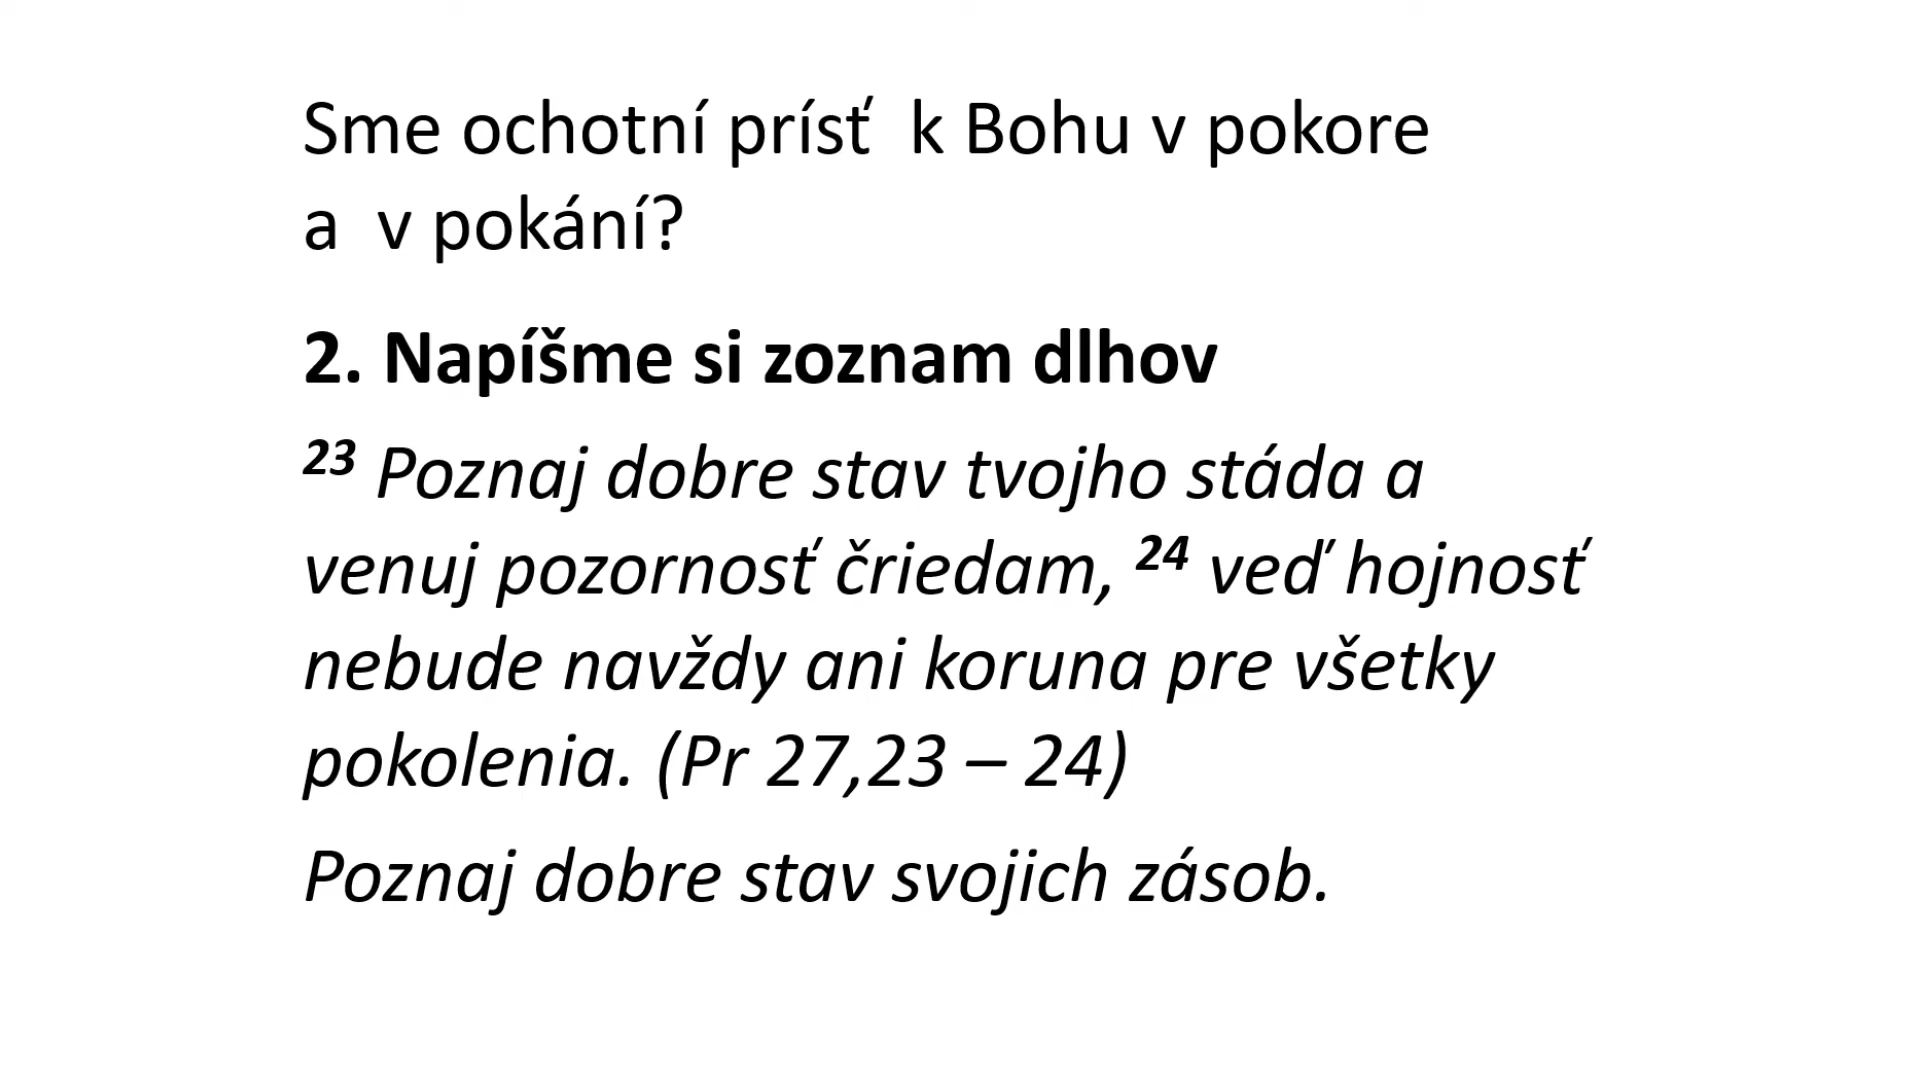 Sme ochotní prísť  k Bohu v pokore
a  v pokání?
2. Napíšme si zoznam dlhov
23 Poznaj dobre stav tvojho stáda a
venuj pozornosť čriedam, 24 veď hojnosť
nebude navždy ani koruna pre všetky
pokolenia. (Pr 27,23 – 24)
Poznaj dobre stav svojich zásob.